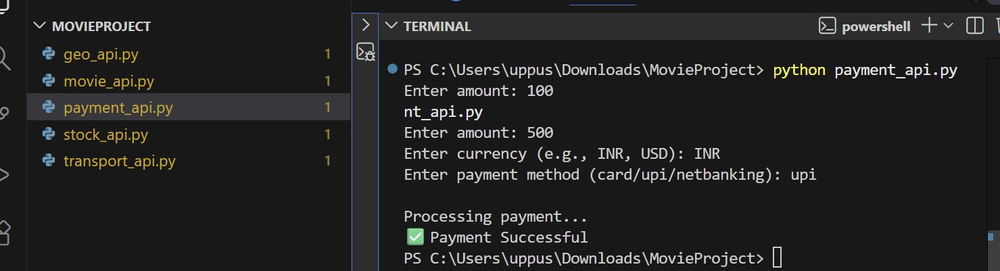 MOVIEPROJECT
geo_api.py 1
movie_api.py 1
payment_api.py 1
stock_api.py 1
transport_api.py 1
TERMINAL
powershell
PS C:\Users\uppus\Downloads\MovieProject> python payment_api.py
Enter amount: 100
nt_api.py
Enter amount: 500
Enter currency (e.g., INR, USD): INR
Enter payment method (card/upi/netbanking): upi
Processing payment...
✅ Payment Successful
PS C:\Users\uppus\Downloads\MovieProject>